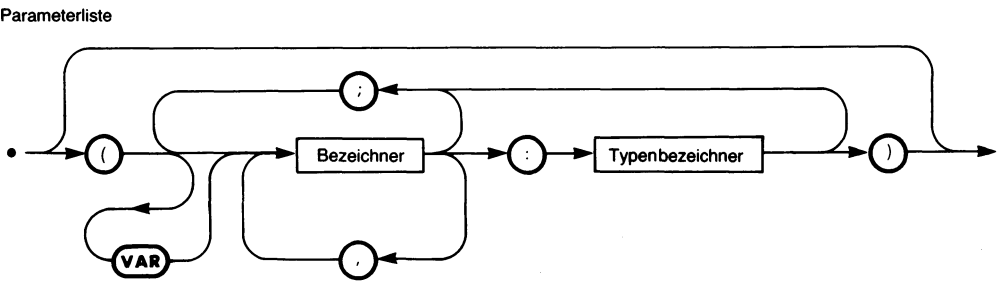 Parameterliste
;
( Bezeichner : Typenbezeichner )
VAR ,